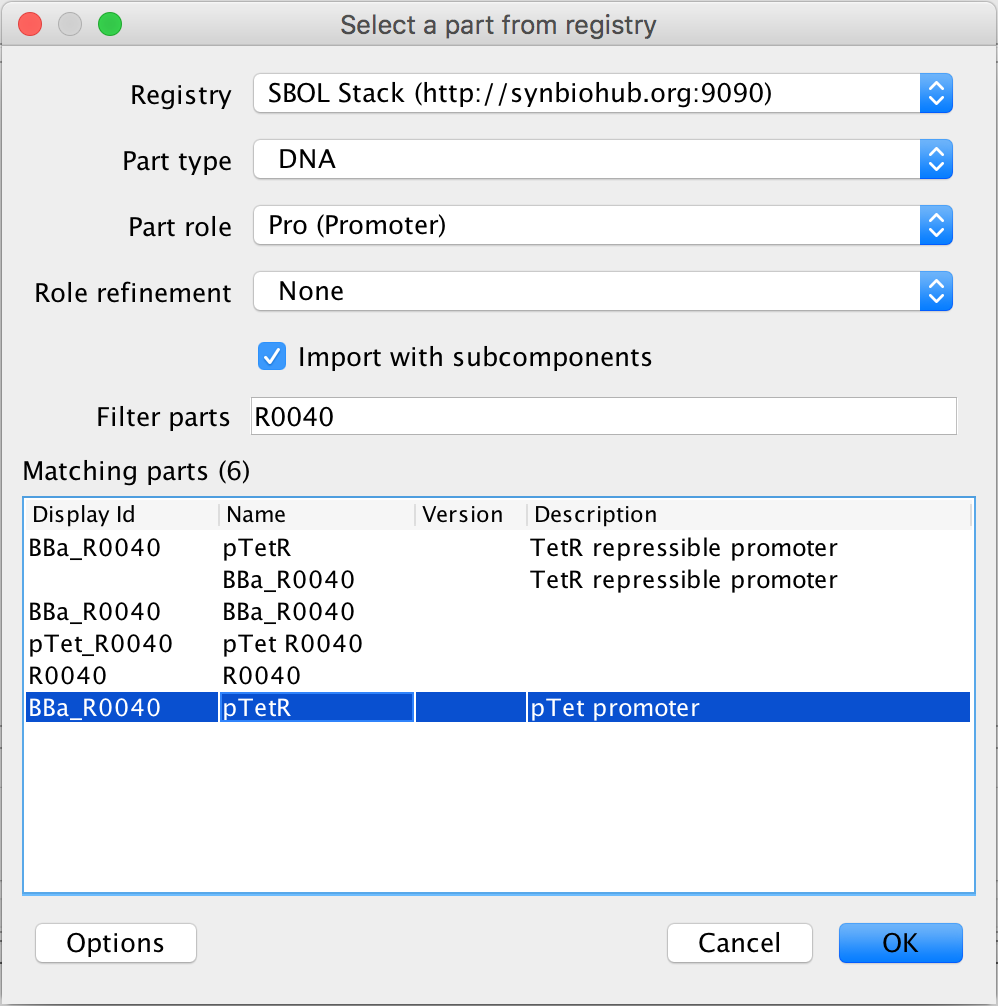 Select a part from registry
Registry SBOL Stack (http://synbiohub.org:9090)
Part type DNA
Part role Pro (Promoter)
Role refinement None
Import with subcomponents
Filter parts R0040
Matching parts (6)
Display Id Name Version Description
BBa_R0040 pTetR TetR repressible promoter
BBa_R0040 TetR repressible promoter
BBa_R0040 BBa_R0040
pTet_R0040 pTet R0040
R0040 R0040
BBa_R0040 pTetR pTet promoter
Options Cancel OK